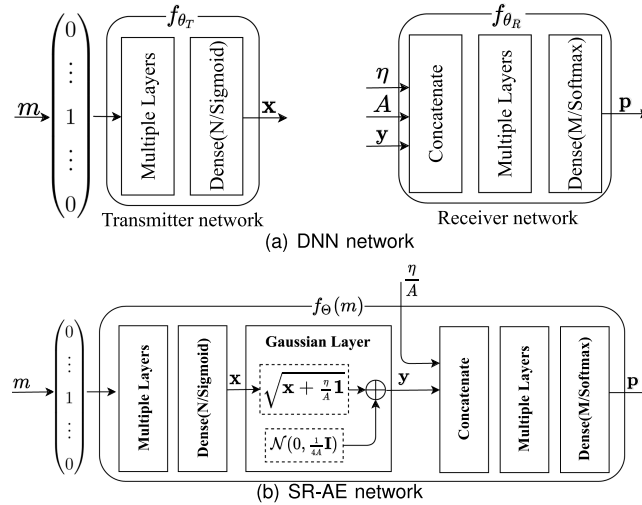 f_{θ_T}
m
0
⋮
1
⋮
0
Multiple Layers
Dense(N/Sigmoid)
x
Transmitter network
f_{θ_R}
η
A
y
Concatenate
Multiple Layers
Dense(M/Softmax)
p
Receiver network
(a) DNN network
η/A
f_Θ(m)
m
0
⋮
1
⋮
0
Multiple Layers
Dense(N/Sigmoid)
x
Gaussian Layer
√(x + η/A 1)
N(0, 1/4A I)
y
Concatenate
Multiple Layers
Dense(M/Softmax)
p
(b) SR-AE network